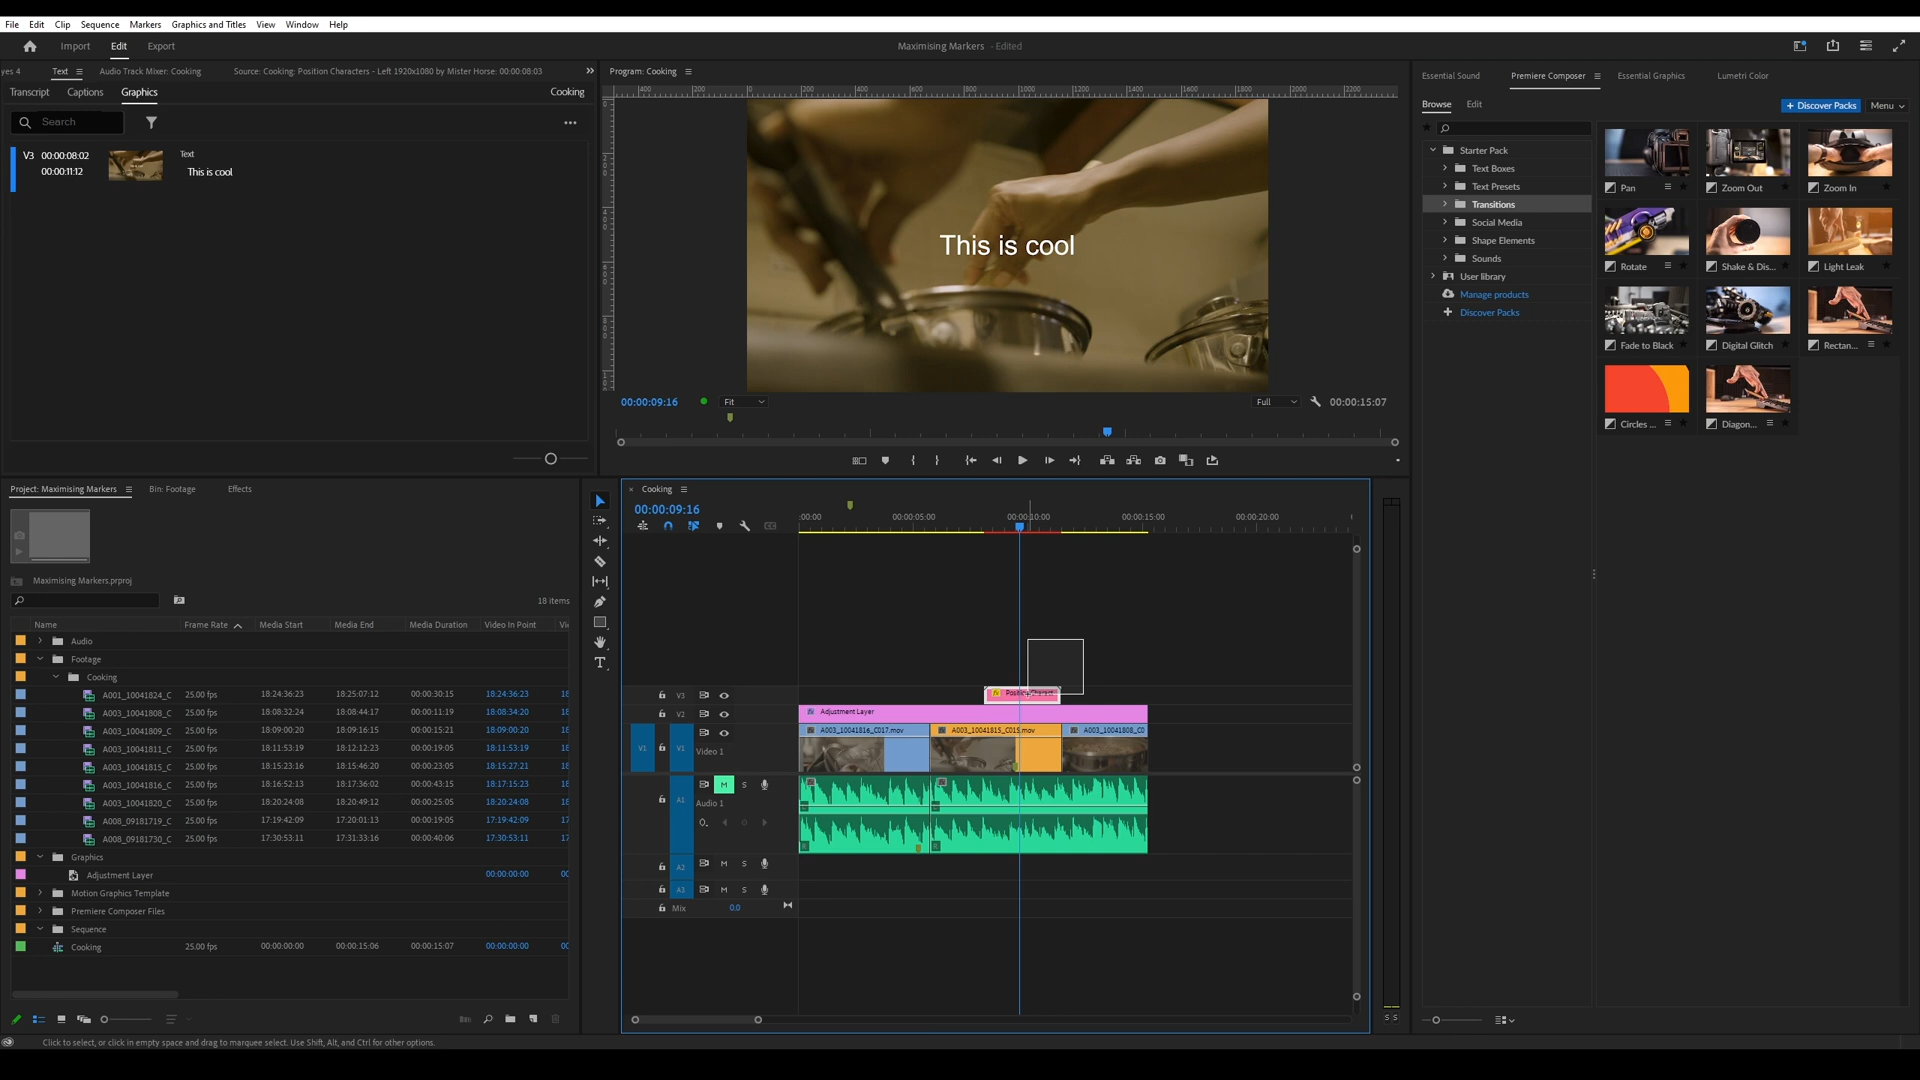 File Edit Clip Sequence Markers Graphics and Titles View Window Help
Import Edit Export
Maximising Markers - Edited
yes 4 Text Audio Track Mixer: Cooking Source: Cooking: Position Characters - Left 1920x1080 by Mister Horse: 00:00:08:03
Transcript Captions Graphics Cooking
Search
V3 00:00:08:02 Text
00:00:11:12 This is cool
Program: Cooking
This is cool
00:00:09:16 Fit Full 00:00:15:07
Essential Sound Premiere Composer Essential Graphics Lumetri Color
Browse Edit + Discover Packs Menu
Starter Pack
Text Boxes
Text Presets
Transitions
Social Media
Shape Elements
Sounds
User library
Manage products
Discover Packs
Pan Zoom Out Zoom In
Rotate Shake & Dis... Light Leak
Fade to Black Digital Glitch Rectan...
Circles ... Diagon...
Project: Maximising Markers Bin: Footage Effects
Maximising Markers.prproj
18 items
Name Frame Rate Media Start Media End Media Duration Video In Point
Audio
Footage
Cooking
A001_10041824_C 25.00 fps 18:24:36:23 18:25:07:12 00:00:30:15 18:24:36:23 18
A003_10041808_C 25.00 fps 18:08:32:24 18:08:44:17 00:00:11:19 18:08:34:20 18
A003_10041809_C 25.00 fps 18:09:00:20 18:09:16:15 00:00:15:21 18:09:00:20 18
A003_10041811_C 25.00 fps 18:11:53:19 18:12:12:23 00:00:19:05 18:11:53:19 18
A003_10041815_C 25.00 fps 18:15:23:16 18:15:46:20 00:00:23:05 18:15:27:21 18
A003_10041816_C 25.00 fps 18:16:52:13 18:17:36:02 00:00:43:15 18:17:15:23 18
A003_10041820_C 25.00 fps 18:20:24:08 18:20:49:12 00:00:25:05 18:20:24:08 18
A008_09181719_C 25.00 fps 17:19:42:09 17:20:01:13 00:00:19:05 17:19:42:09 17
A008_09181730_C 25.00 fps 17:30:53:11 17:31:33:16 00:00:40:06 17:30:53:11 17
Graphics
Adjustment Layer 00:00:00:00 00
Motion Graphics Template
Premiere Composer Files
Sequence
Cooking 25.00 fps 00:00:00:00 00:00:15:06 00:00:15:07 00:00:00:00 00
Cooking
00:00:09:16
:00:00 00:00:05:00 00:00:10:00 00:00:15:00 00:00:20:00
V3
V2 Adjustment Layer
V1 V1 Video 1 A003_10041816_C017.mov A003_10041815_C015.mov A003_10041808_C0
A1 M S
Audio 1
A2 M S
A3 M S
Mix 0.0
S S
Click to select, or click in empty space and drag to marquee select. Use Shift, Alt, and Ctrl for other options.